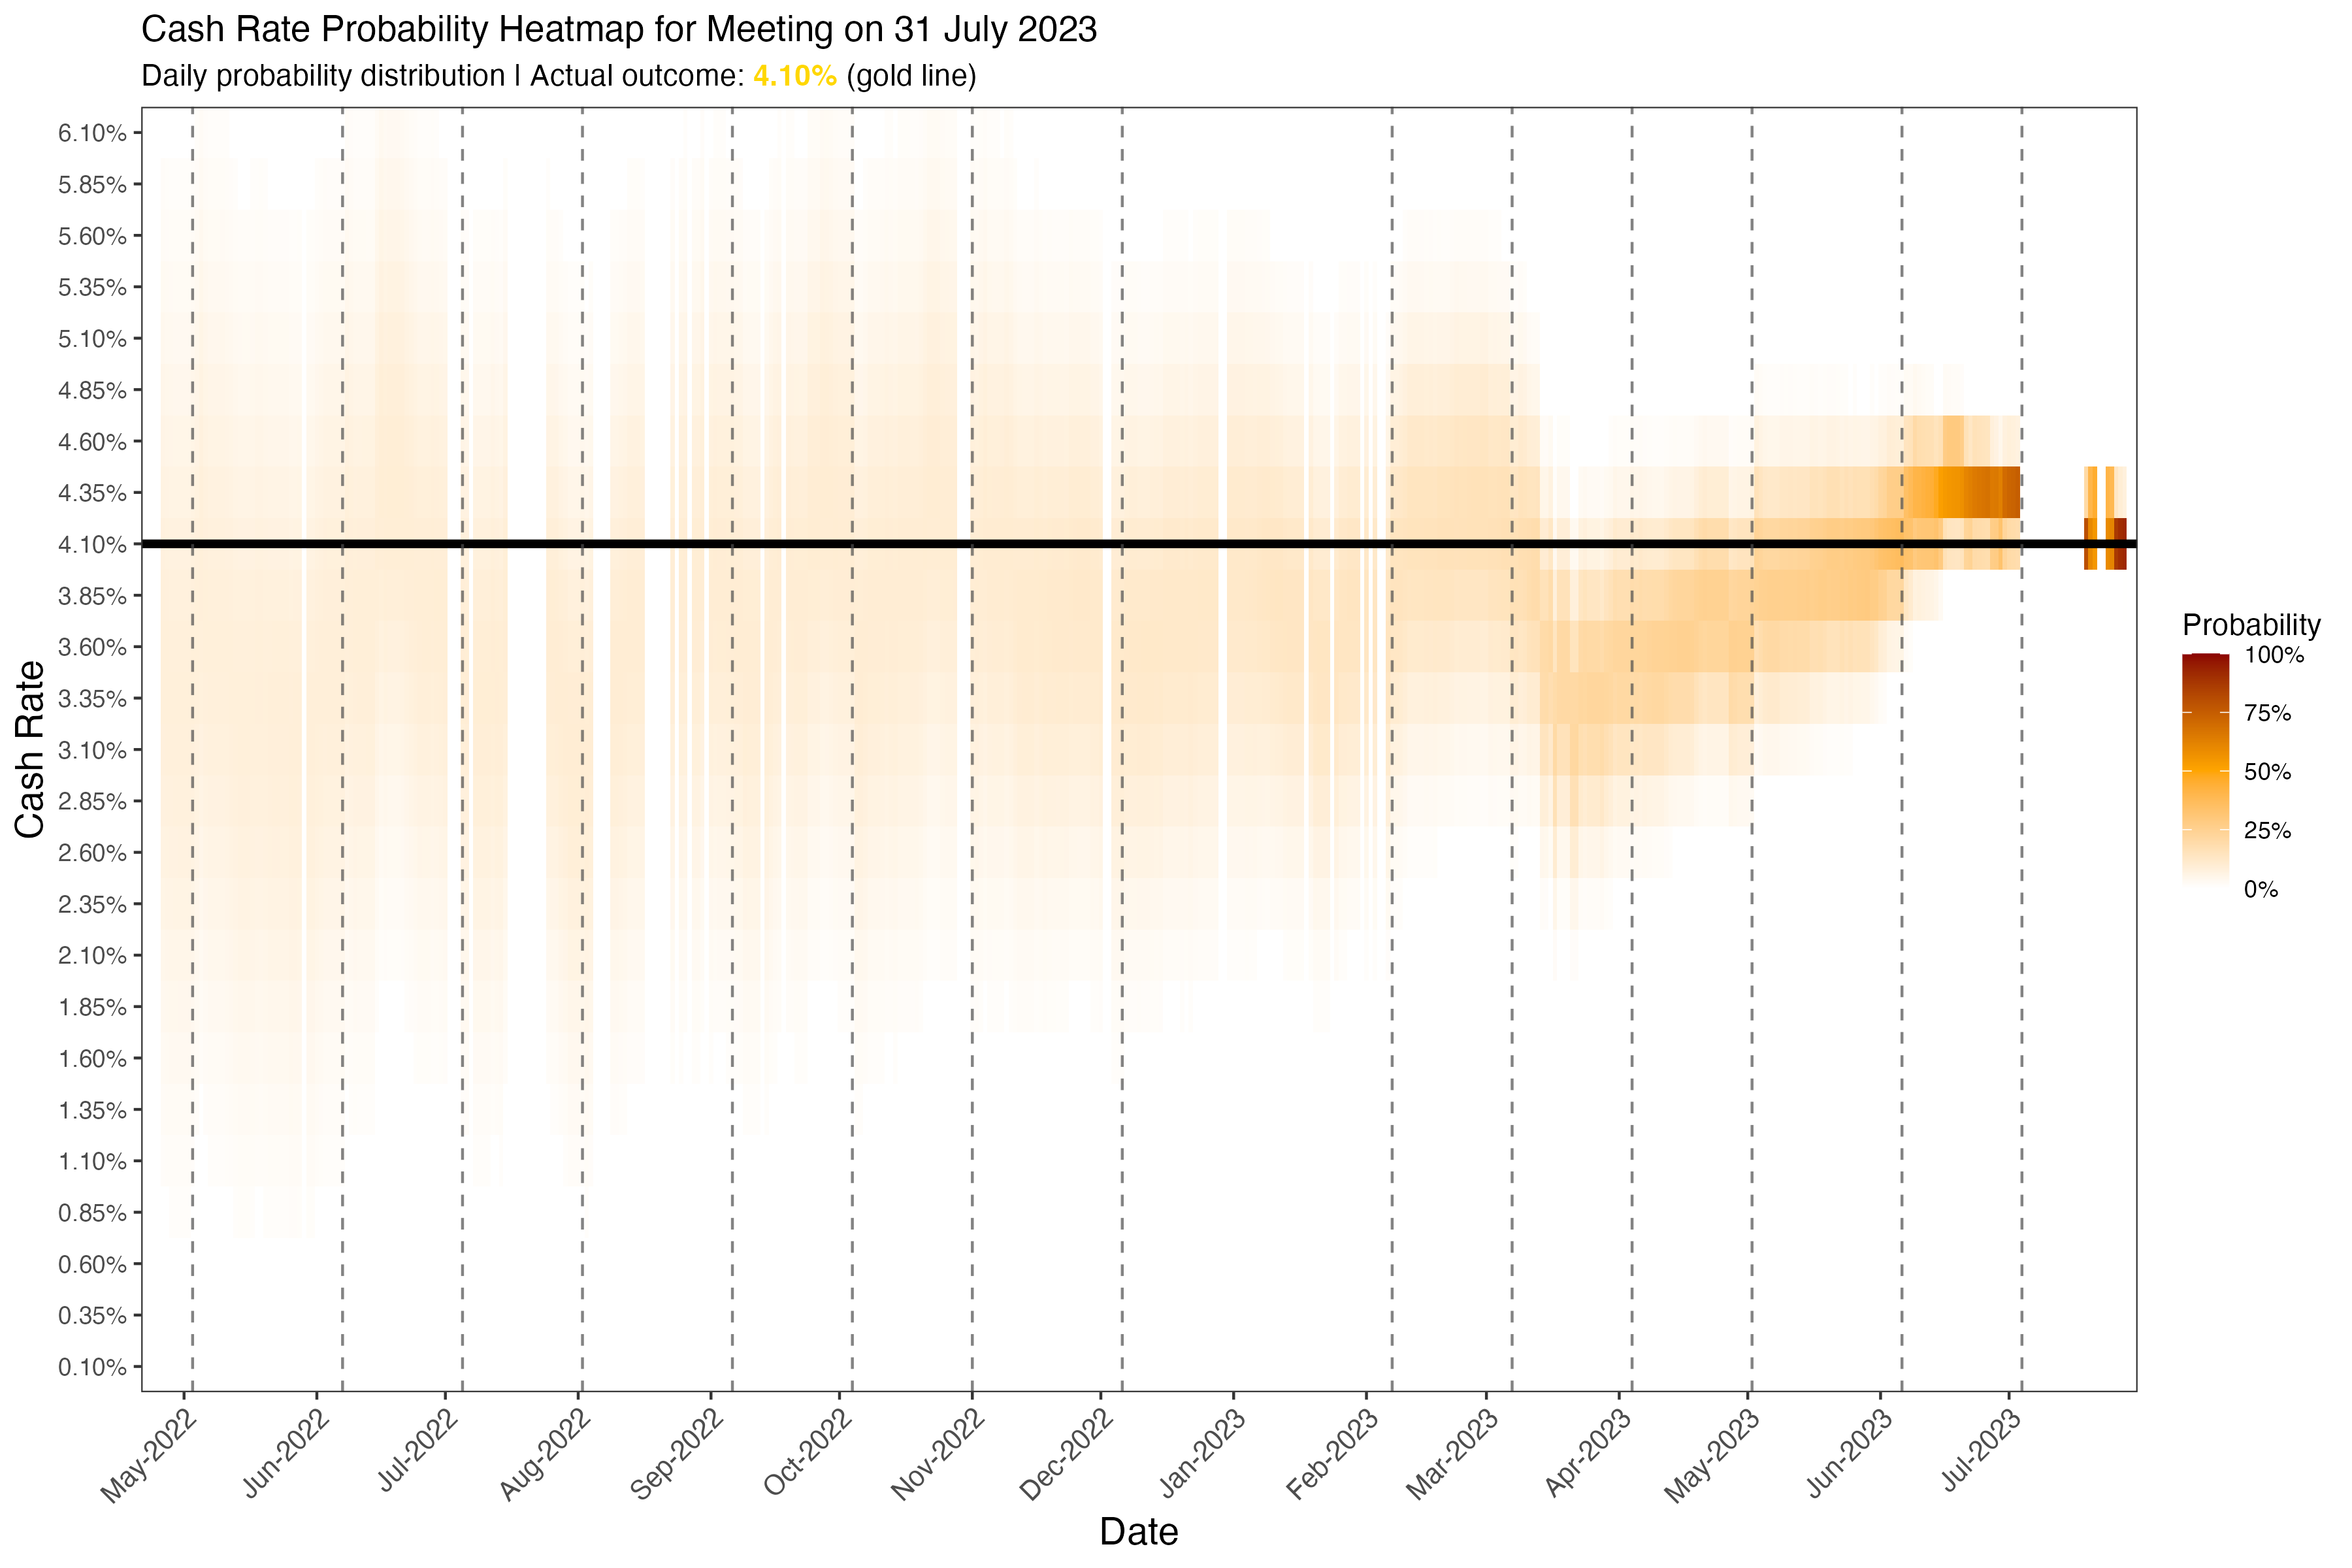 Cash Rate Probability Heatmap for Meeting on 31 July 2023
Daily probability distribution | Actual outcome: 4.10% (gold line)
6.10%
5.85%
5.60%
5.35%
5.10%
4.85%
4.60%
4.35%
4.10%
3.85%
3.60%
3.35%
3.10%
2.85%
2.60%
2.35%
2.10%
1.85%
1.60%
1.35%
1.10%
0.85%
0.60%
0.35%
0.10%
Cash Rate
May-2022
Jun-2022
Jul-2022
Aug-2022
Sep-2022
Oct-2022
Nov-2022
Dec-2022
Jan-2023
Feb-2023
Mar-2023
Apr-2023
May-2023
Jun-2023
Jul-2023
Date
Probability
100%
75%
50%
25%
0%